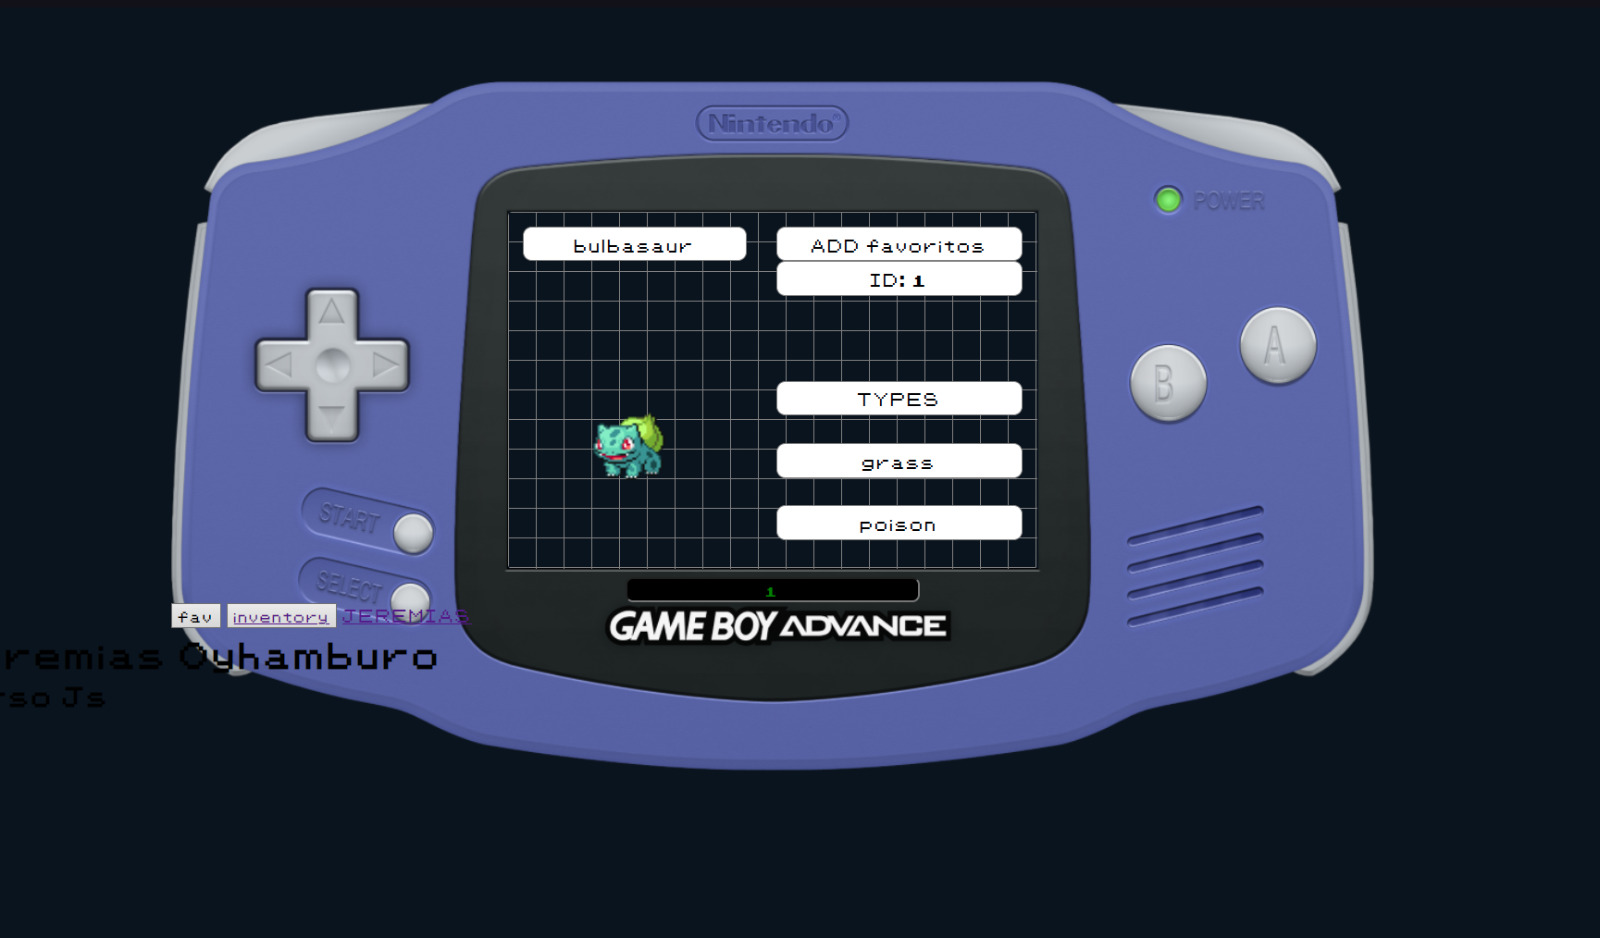 Nintendo®
POWER
bulbasaur
ADD favoritos
ID: 1
TYPES
grass
poison
A
B
START
SELECT
1
GAME BOY ADVANCE
fav inventory JEREMIAS
remias Oyhamburo
rso Js